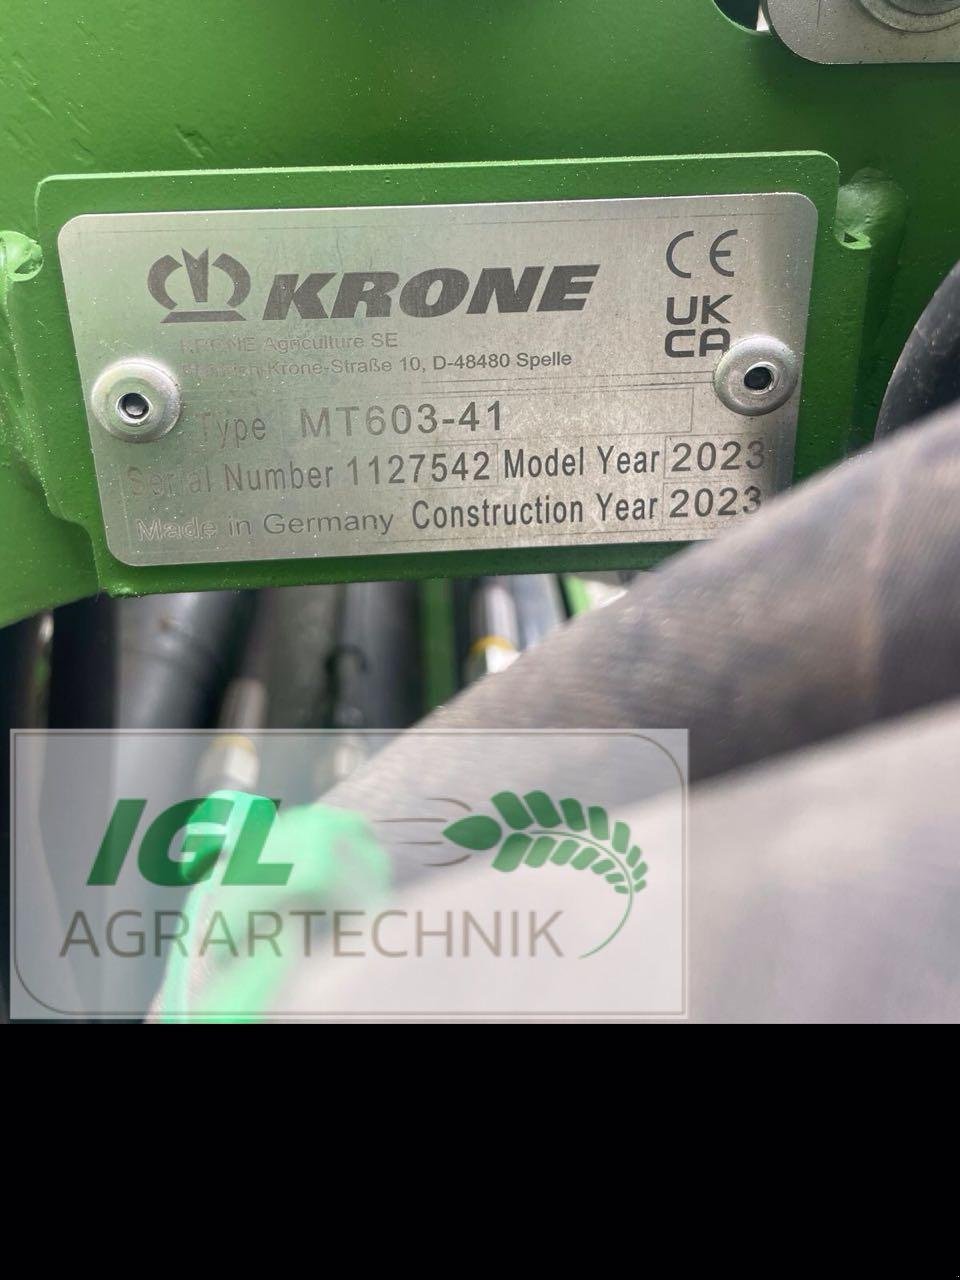 KRONE
CE
UK
CA
KRONE Agriculture SE
Heinrich-Krone-Straße 10, D-48480 Spelle
Type MT603-41
Serial Number 1127542 Model Year 2023
Made in Germany Construction Year 2023
IGL
AGRARTECHNIK